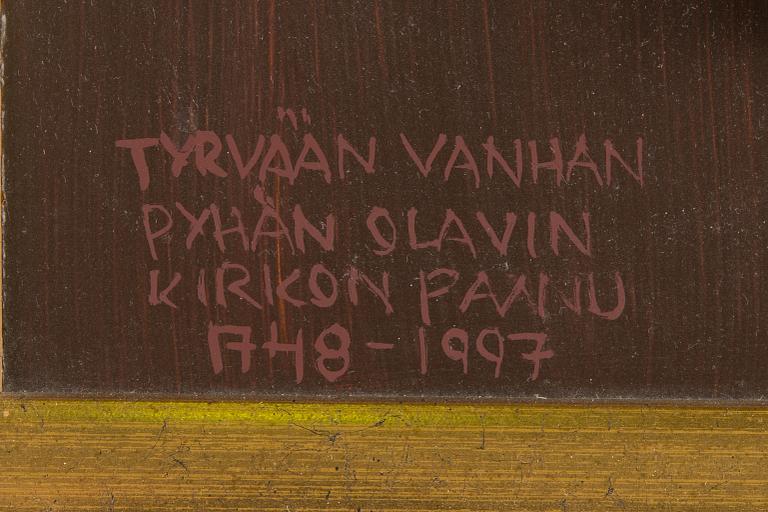 TYRVÄÄN VANHAN
PYHÄN OLAVIN
KIRKON PAANU
1748-1997